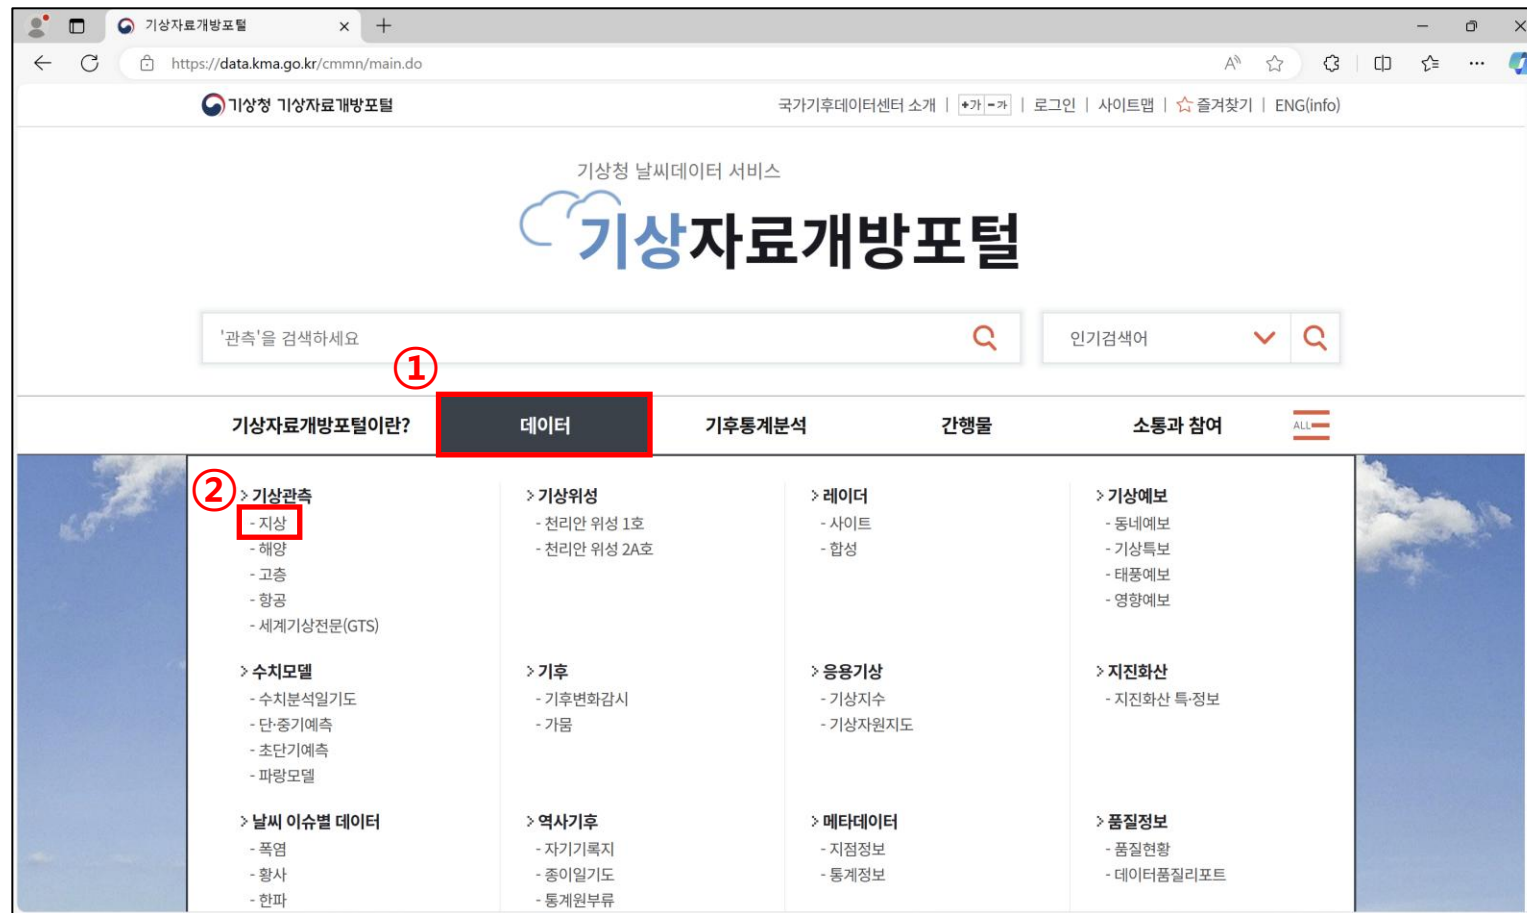 기상자료개방포털
https://data.kma.go.kr/cmmn/main.do
기상청 기상자료개방포털
국가기후데이터센터 소개 | +가 -가 | 로그인 | 사이트맵 | 즐겨찾기 | ENG(info)
기상청 날씨데이터 서비스
기상자료개방포털
'관측'을 검색하세요
인기검색어
①
기상자료개방포털이란? 데이터 기후통계분석 간행물 소통과 참여 ALL
②
> 기상관측
- 지상
- 해양
- 고층
- 항공
- 세계기상전문(GTS)
> 기상위성
- 천리안 위성 1호
- 천리안 위성 2A호
> 레이더
- 사이트
- 합성
> 기상예보
- 동네예보
- 기상특보
- 태풍예보
- 영향예보
> 수치모델
- 수치분석일기도
- 단·중기예측
- 초단기예측
- 파랑모델
> 기후
- 기후변화감시
- 가뭄
> 응용기상
- 기상지수
- 기상자원지도
> 지진화산
- 지진화산 특·정보
> 날씨 이슈별 데이터
- 폭염
- 황사
- 한파
> 역사기후
- 자기기록지
- 종이일기도
- 통계원부류
> 메타데이터
- 지점정보
- 통계정보
> 품질정보
- 품질현황
- 데이터품질리포트